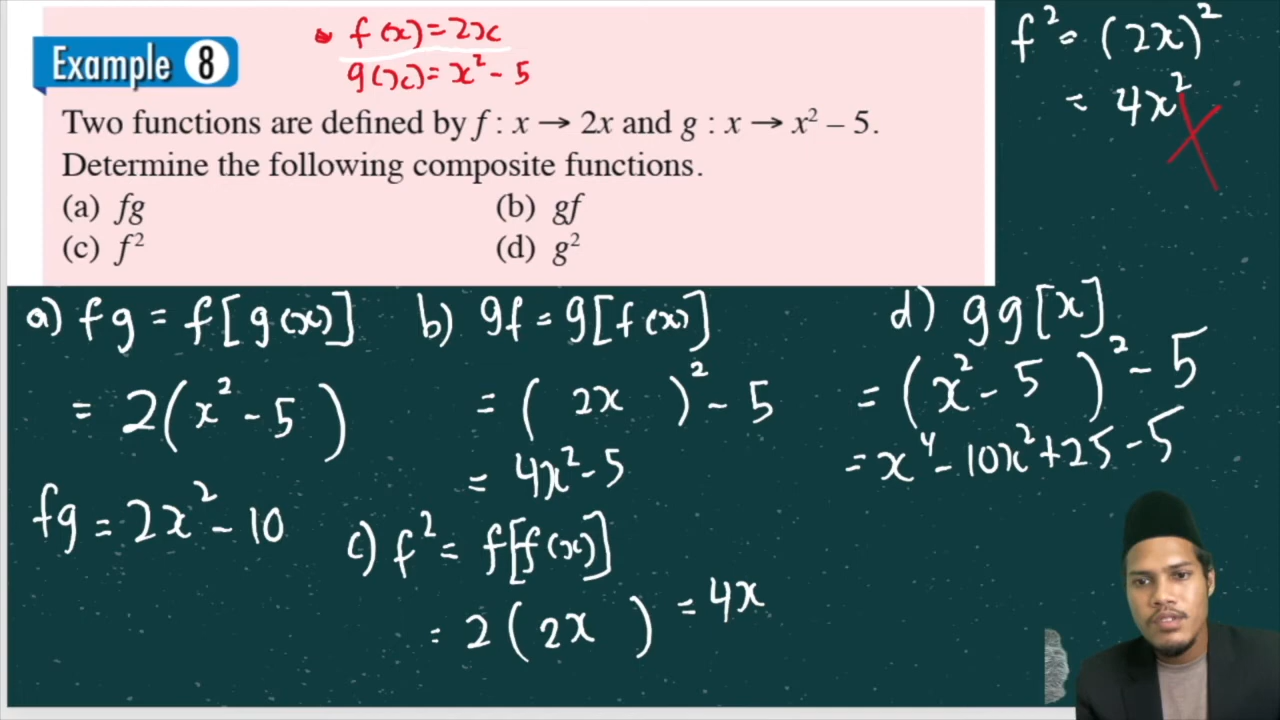 Example 8
f(x) = 2x
g(x) = x² - 5
Two functions are defined by f : x → 2x and g : x → x² – 5.
Determine the following composite functions.
(a) fg
(b) gf
(c) f²
(d) g²
f² = (2x)²
= 4x²
a) fg = f[g(x)]
= 2(x² - 5)
fg = 2x² - 10
b) gf = g[f(x)]
= (2x)² - 5
= 4x² - 5
c) f² = f[f(x)]
= 2(2x) = 4x
d) gg[x]
= (x² - 5)² - 5
= x⁴ - 10x² + 25 - 5